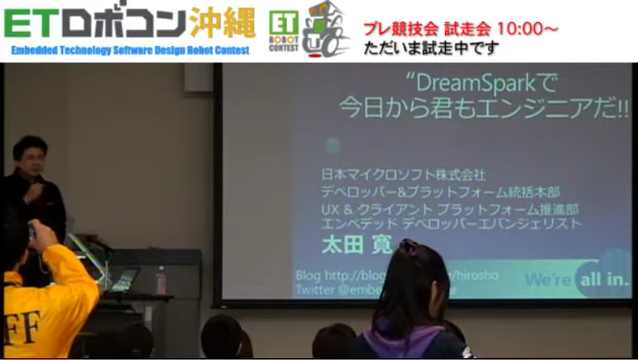 ETロボコン沖縄
Embedded Technology Software Design Robot Contest
ET
ROBOT
CONTEST
プレ競技会 試走会 10:00～
ただいま試走中です
“DreamSparkで
今日から君もエンジニアだ!!
日本マイクロソフト株式会社
デベロッパー&プラットフォーム統括本部
UX & クライアント プラットフォーム推進部
エンベデッド デベロッパーエバンジェリスト
太田 寛
Blog http://blog /hirosho
Twitter @embo e
We're all in.
FF